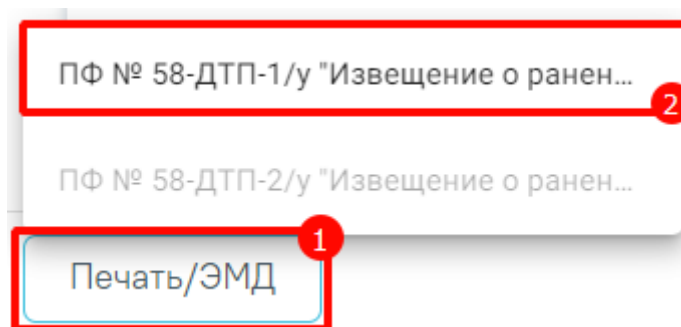 ПФ № 58-ДТП-1/у "Извещение о ранен...
2
ПФ № 58-ДТП-2/у "Извещение о ранен...
1
Печать/ЭМД